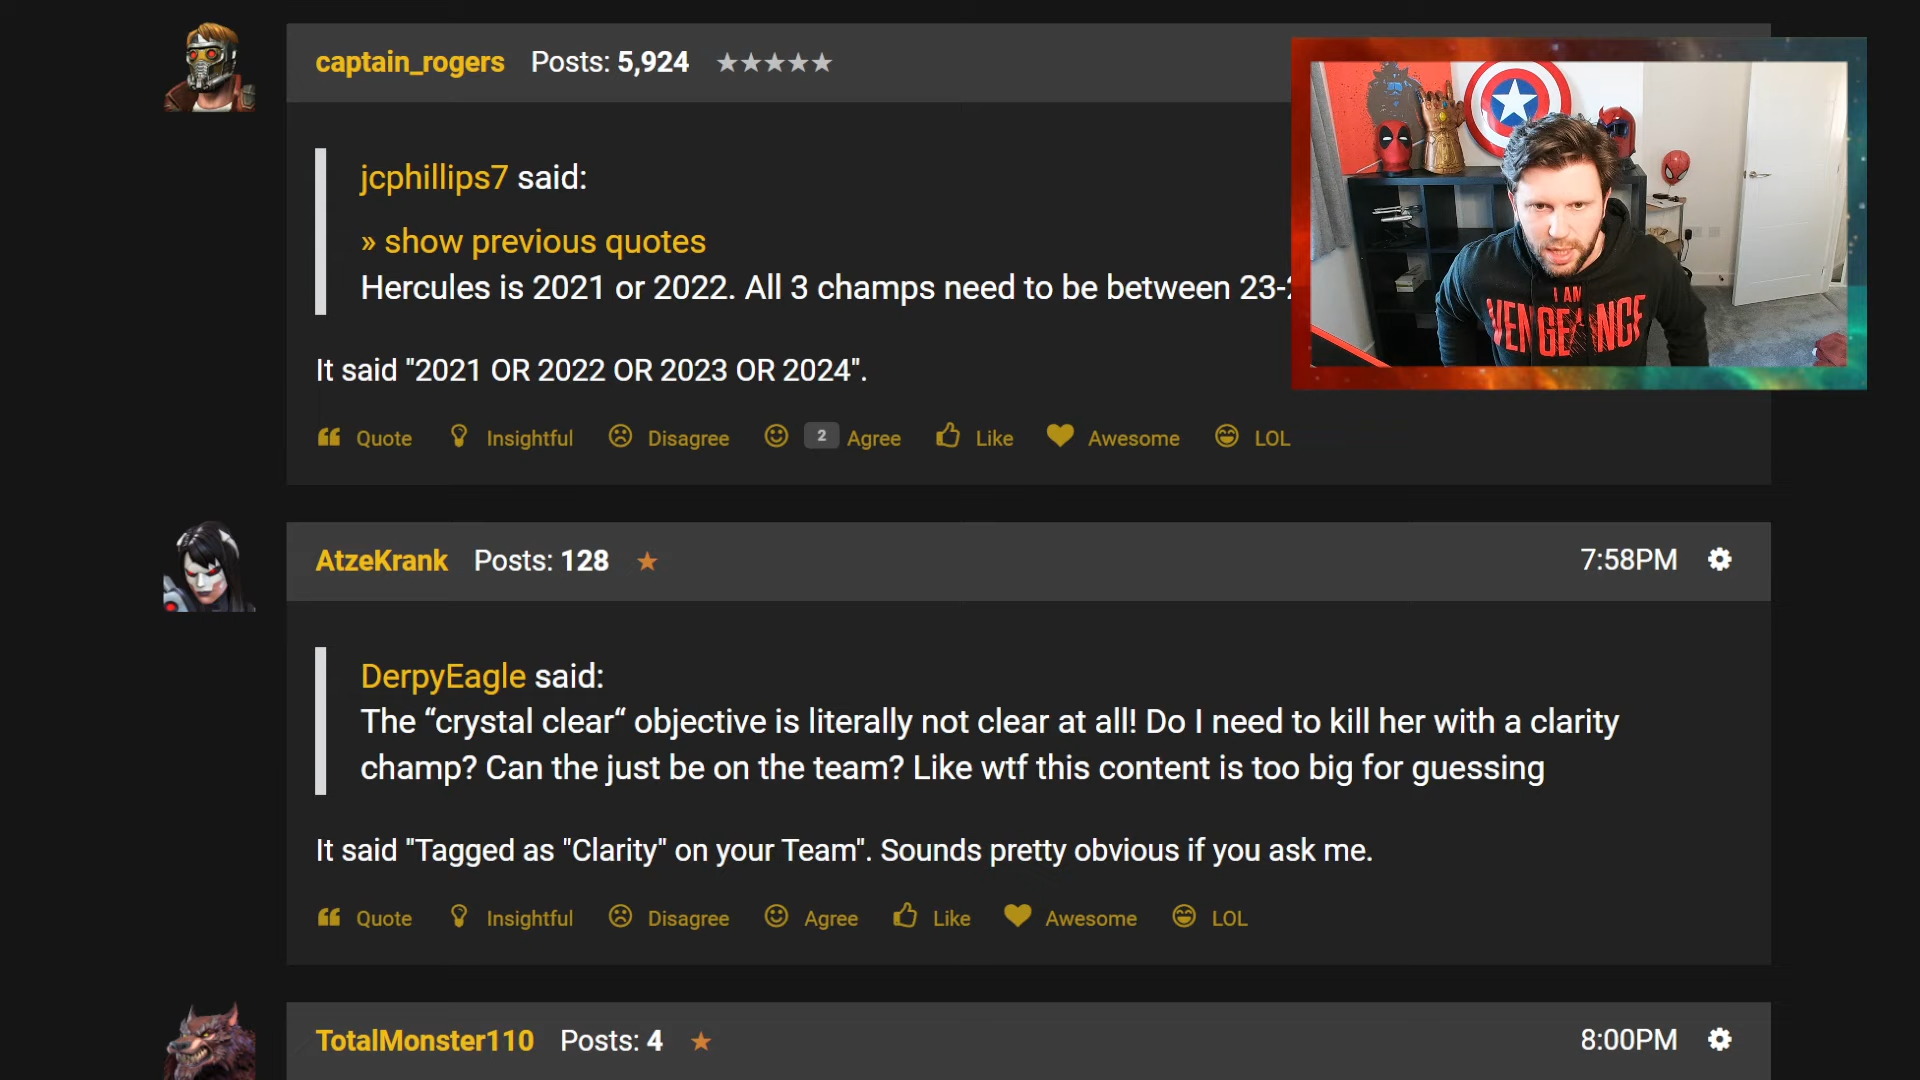 captain_rogers Posts: 5,924
jcphillips7 said:
» show previous quotes
Hercules is 2021 or 2022. All 3 champs need to be between 23-
It said "2021 OR 2022 OR 2023 OR 2024".
Quote Insightful Disagree 2 Agree Like Awesome LOL
I AM
VENGEANCE
AtzeKrank Posts: 128 7:58PM
DerpyEagle said:
The “crystal clear“ objective is literally not clear at all! Do I need to kill her with a clarity
champ? Can the just be on the team? Like wtf this content is too big for guessing
It said "Tagged as "Clarity" on your Team". Sounds pretty obvious if you ask me.
Quote Insightful Disagree Agree Like Awesome LOL
TotalMonster110 Posts: 4 8:00PM